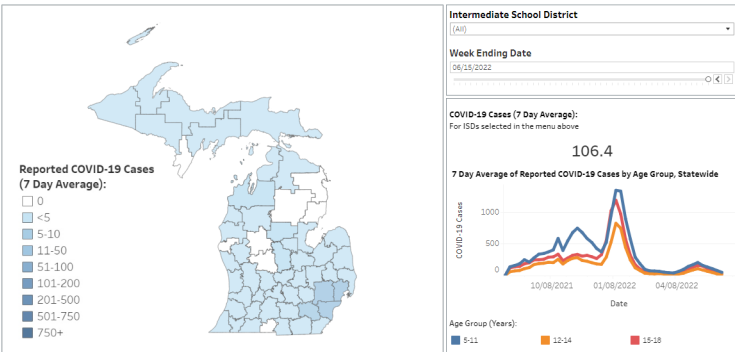 Intermediate School District
(All)
Week Ending Date
06/15/2022
Reported COVID-19 Cases
(7 Day Average):
0
<5
5-10
11-50
51-100
101-200
201-500
501-750
750+
COVID-19 Cases (7 Day Average):
For ISDs selected in the menu above
106.4
7 Day Average of Reported COVID-19 Cases by Age Group, Statewide
COVID-19 Cases
1000
500
0
10/08/2021 01/08/2022 04/08/2022
Date
Age Group (Years):
5-11 12-14 15-18